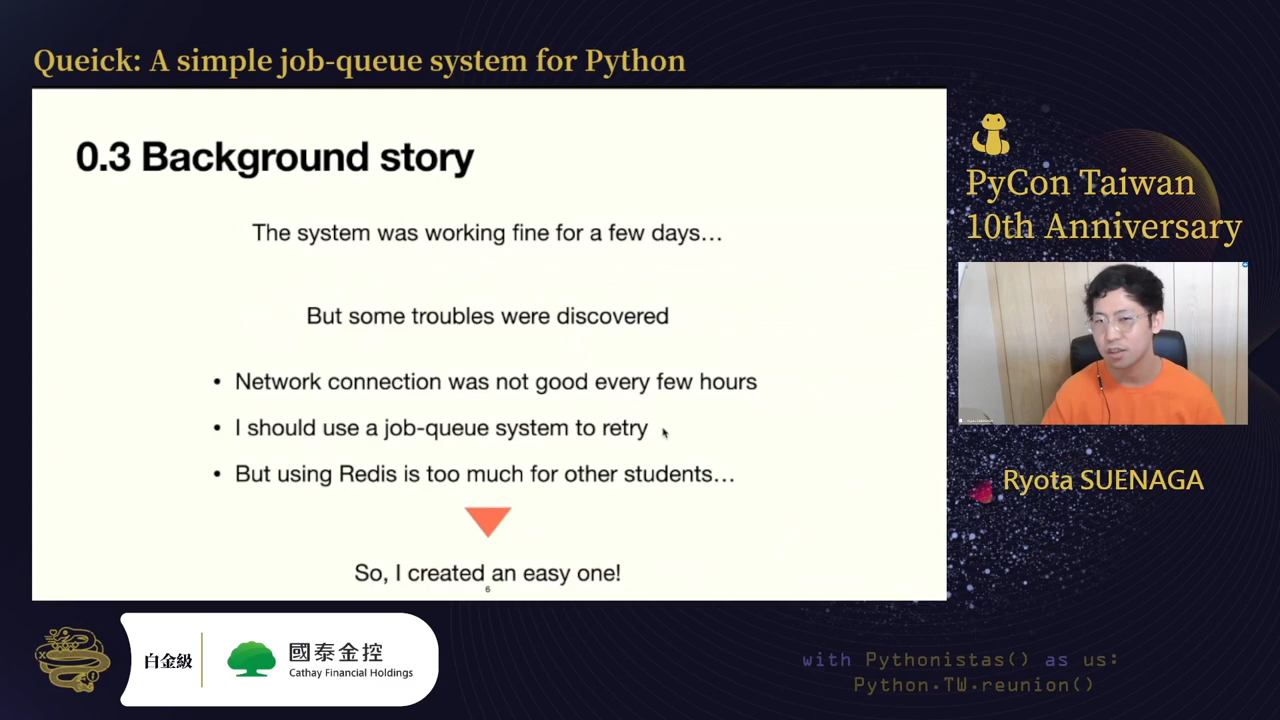 Queick: A simple job-queue system for Python
0.3 Background story
The system was working fine for a few days…
But some troubles were discovered
• Network connection was not good every few hours
• I should use a job-queue system to retry
• But using Redis is too much for other students…
So, I created an easy one!
6
PyCon Taiwan
10th Anniversary
Ryota SUENAGA
白金級
國泰金控
Cathay Financial Holdings
with Pythonistas() as us:
Python.TW.reunion()